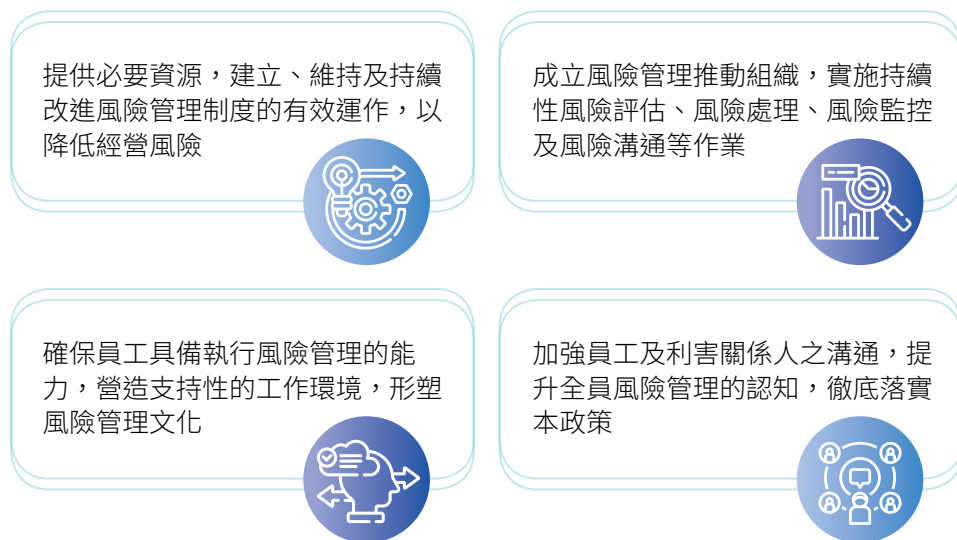 提供必要資源，建立、維持及持續
改進風險管理制度的有效運作，以
降低經營風險
成立風險管理推動組織，實施持續
性風險評估、風險處理、風險監控
及風險溝通等作業
確保員工具備執行風險管理的能
力，營造支持性的工作環境，形塑
風險管理文化
加強員工及利害關係人之溝通，提
升全員風險管理的認知，徹底落實
本政策